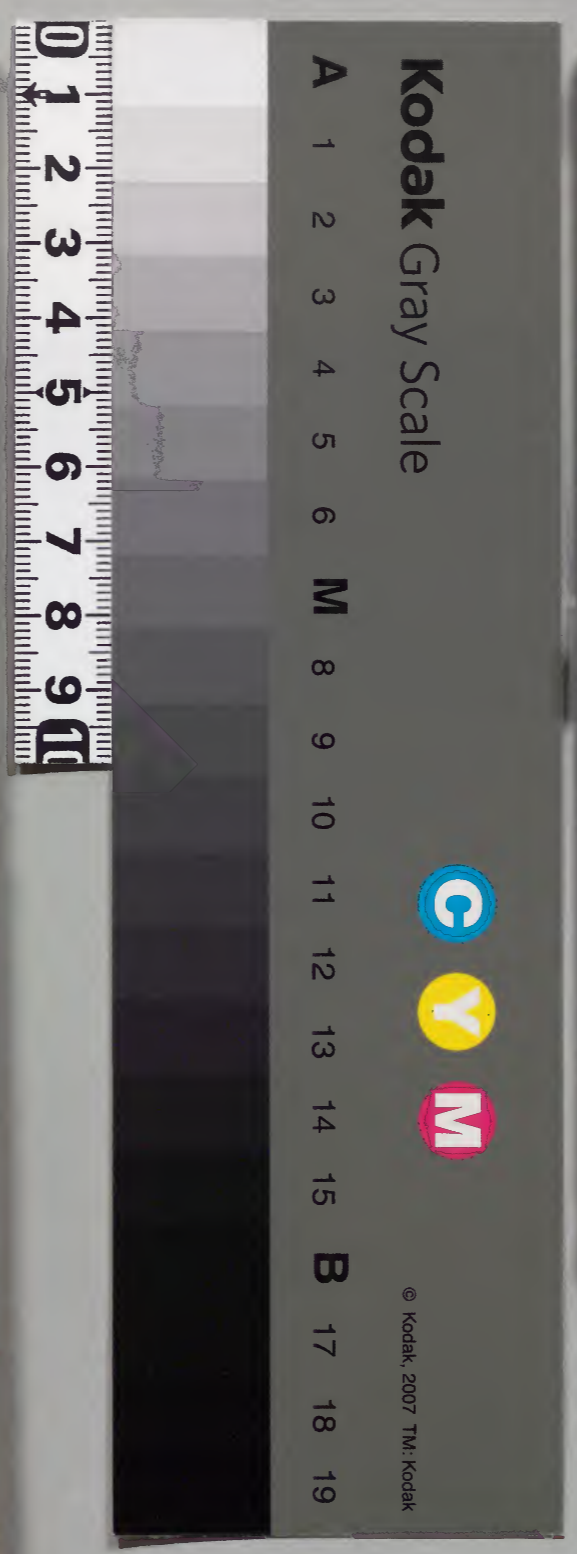 Kodak Gray Scale
C Y M
© Kodak, 2007 TM: Kodak
A 1 2 3 4 5 6 M 8 9 10 11 12 13 14 15 B 17 18 19
0 1 2 3 4 5 6 7 8 9 10